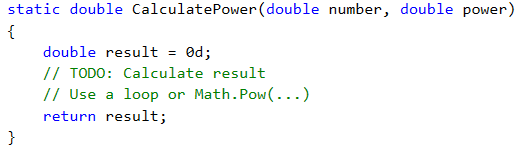 static double CalculatePower(double number, double power)
{
    double result = 0d;
    // TODO: Calculate result
    // Use a loop or Math.Pow(...)
    return result;
}